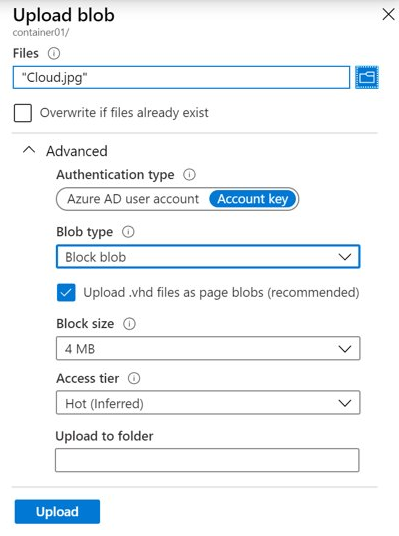 Upload blob
container01/
Files
"Cloud.jpg"
Overwrite if files already exist
Advanced
Authentication type
Azure AD user account Account key
Blob type
Block blob
Upload .vhd files as page blobs (recommended)
Block size
4 MB
Access tier
Hot (Inferred)
Upload to folder
Upload